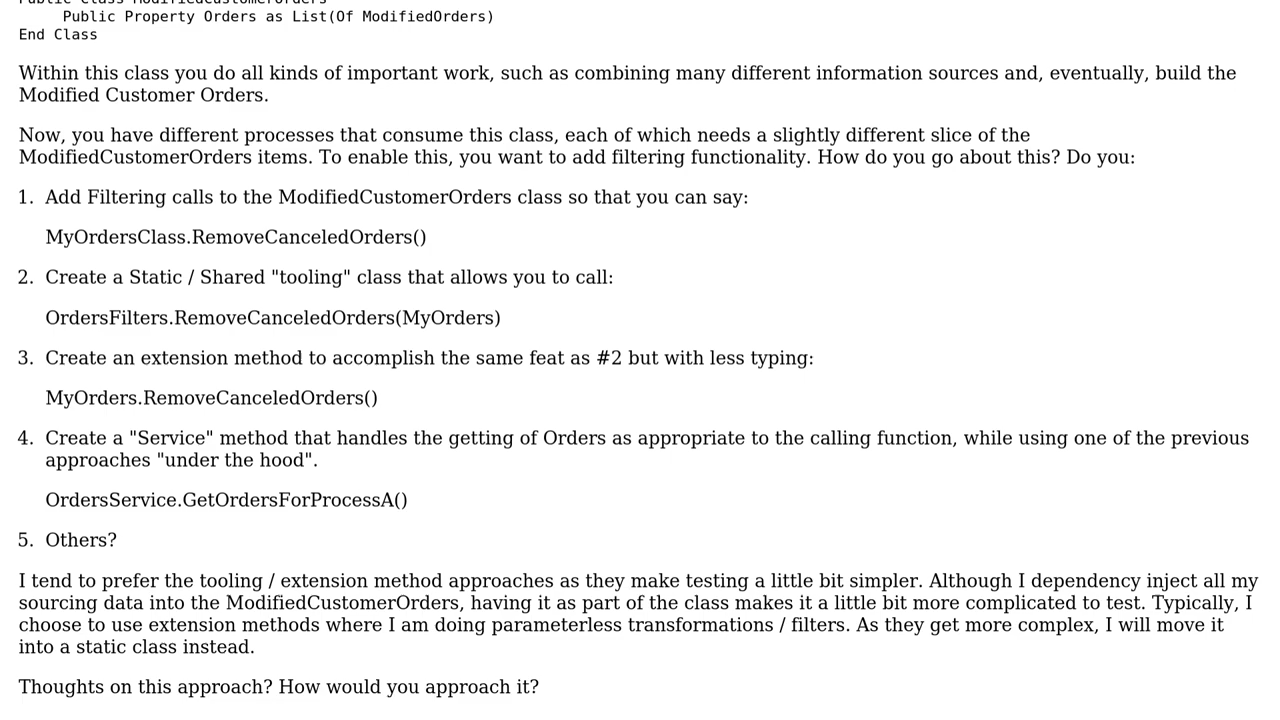 Public Class ModifiedCustomerOrders
Public Property Orders as List(Of ModifiedOrders)
End Class
Within this class you do all kinds of important work, such as combining many different information sources and, eventually, build the
Modified Customer Orders.
Now, you have different processes that consume this class, each of which needs a slightly different slice of the
ModifiedCustomerOrders items. To enable this, you want to add filtering functionality. How do you go about this? Do you:
1. Add Filtering calls to the ModifiedCustomerOrders class so that you can say:
MyOrdersClass.RemoveCanceledOrders()
2. Create a Static / Shared "tooling" class that allows you to call:
OrdersFilters.RemoveCanceledOrders(MyOrders)
3. Create an extension method to accomplish the same feat as #2 but with less typing:
MyOrders.RemoveCanceledOrders()
4. Create a "Service" method that handles the getting of Orders as appropriate to the calling function, while using one of the previous
approaches "under the hood".
OrdersService.GetOrdersForProcessA()
5. Others?
I tend to prefer the tooling / extension method approaches as they make testing a little bit simpler. Although I dependency inject all my
sourcing data into the ModifiedCustomerOrders, having it as part of the class makes it a little bit more complicated to test. Typically, I
choose to use extension methods where I am doing parameterless transformations / filters. As they get more complex, I will move it
into a static class instead.
Thoughts on this approach? How would you approach it?